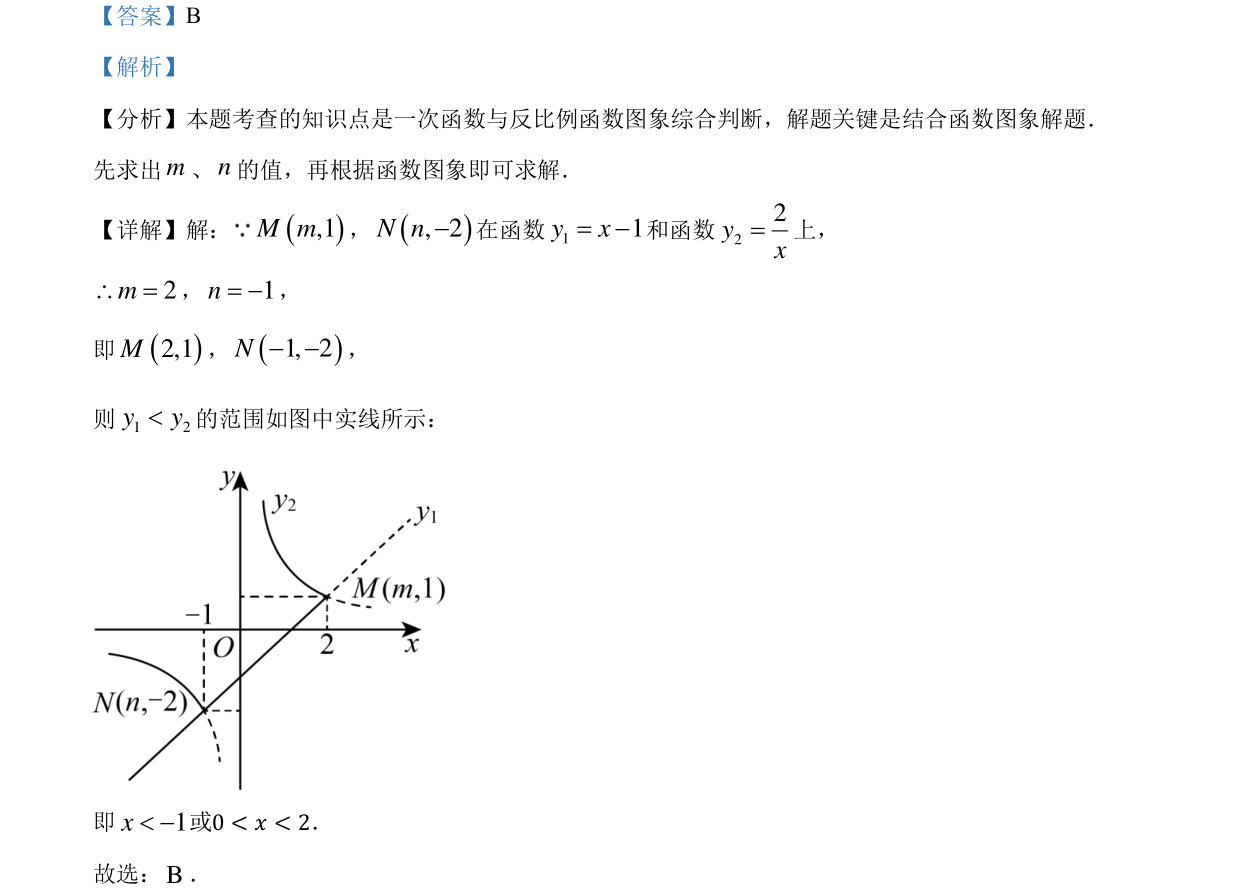 【答案】B
【解析】
【分析】本题考查的知识点是一次函数与反比例函数图象综合判断，解题关键是结合函数图象解题．
先求出 m 、 n 的值，再根据函数图象即可求解．
【详解】解：∵ M(m,1)，N(n,−2)在函数 y₁ = x−1和函数 y₂ = 2/x 上，
∴m = 2，n = −1，
即 M(2,1)，N(−1,−2)，
则 y₁ < y₂ 的范围如图中实线所示：
y
y₂
y₁
M(m,1)
−1
O
2
x
N(n,−2)
即 x < −1或0 < x < 2．
故选：B．